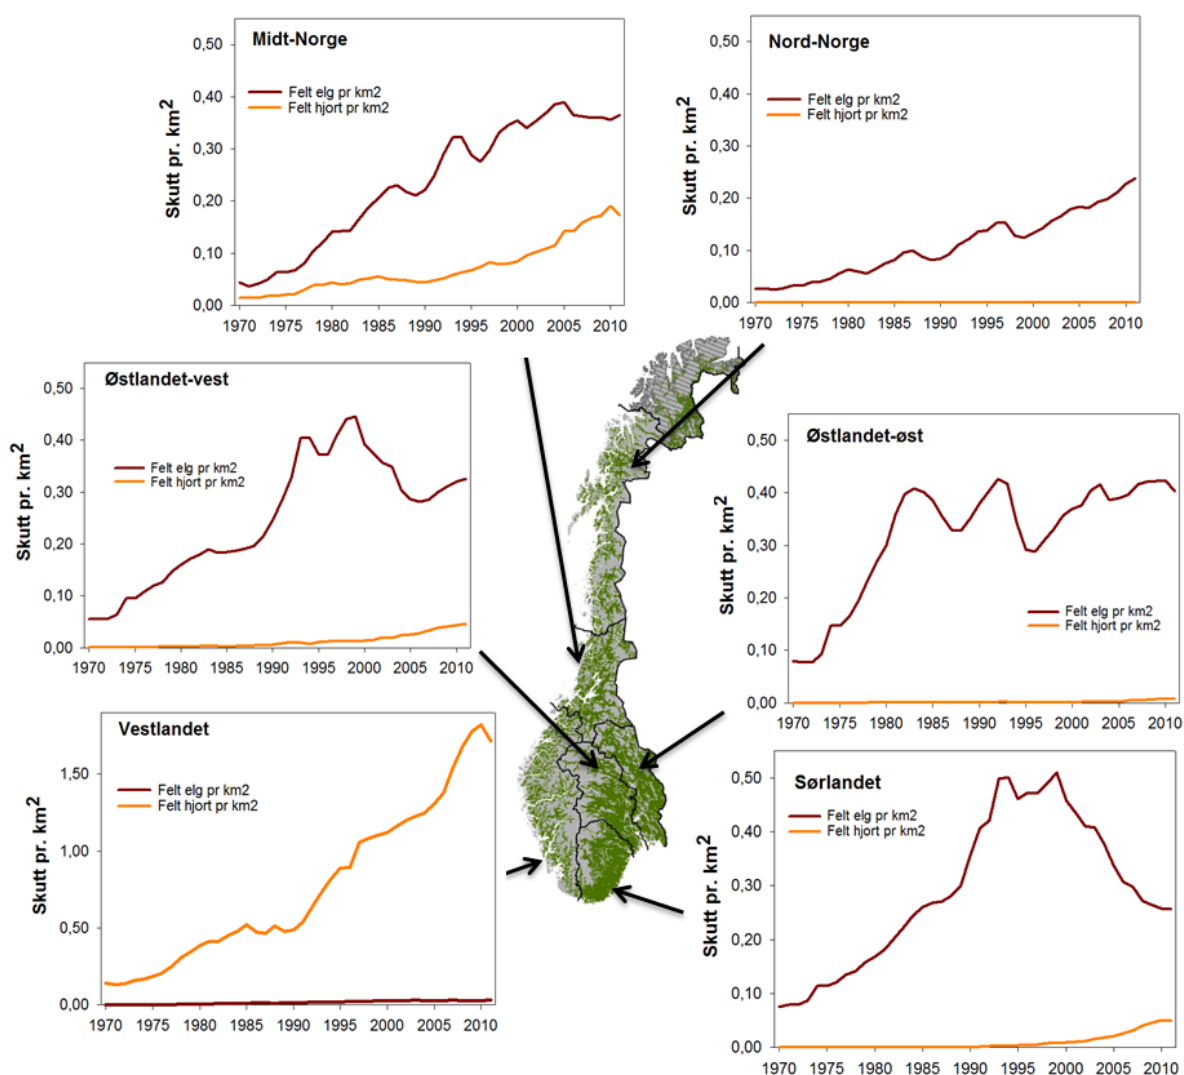 Midt-Norge
0,50
0,40
0,30
0,20
0,10
0,00
Skutt pr. km2
Felt elg pr km2
Felt hjort pr km2
1970 1975 1980 1985 1990 1995 2000 2005 2010
Nord-Norge
0,50
0,40
0,30
0,20
0,10
0,00
Skutt pr. km2
Felt elg pr km2
Felt hjort pr km2
1970 1975 1980 1985 1990 1995 2000 2005 2010
Østlandet-vest
0,50
0,40
0,30
0,20
0,10
0,00
Skutt pr. km2
Felt elg pr km2
Felt hjort pr km2
1970 1975 1980 1985 1990 1995 2000 2005 2010
Østlandet-øst
0,50
0,40
0,30
0,20
0,10
0,00
Skutt pr. km2
Felt elg pr km2
Felt hjort pr km2
1970 1975 1980 1985 1990 1995 2000 2005 2010
Vestlandet
1,50
1,00
0,50
0,00
Skutt pr. km2
Felt elg pr km2
Felt hjort pr km2
1970 1975 1980 1985 1990 1995 2000 2005 2010
Sørlandet
0,50
0,40
0,30
0,20
0,10
0,00
Skutt pr. km2
Felt elg pr km2
Felt hjort pr km2
1970 1975 1980 1985 1990 1995 2000 2005 2010